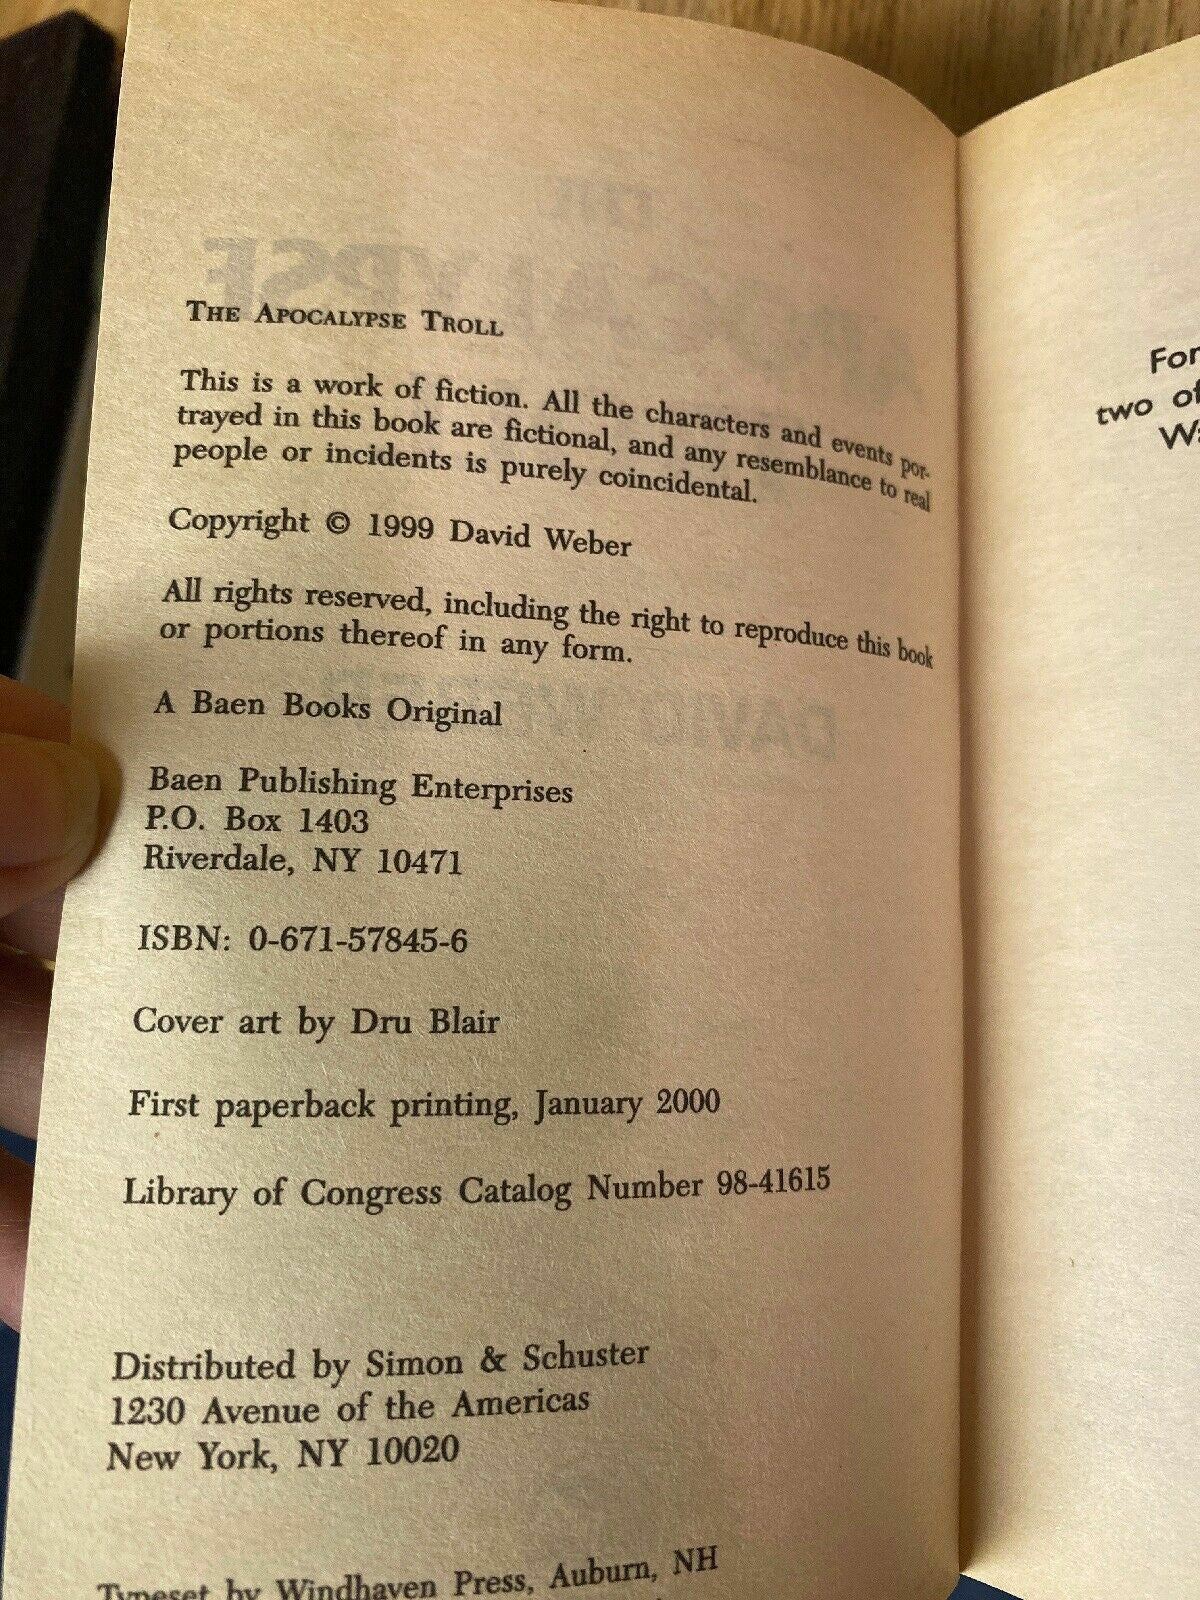 THE APOCALYPSE TROLL
This is a work of fiction. All the characters and events por-
trayed in this book are fictional, and any resemblance to real
people or incidents is purely coincidental.
Copyright © 1999 David Weber
All rights reserved, including the right to reproduce this book
or portions thereof in any form.
A Baen Books Original
Baen Publishing Enterprises
P.O. Box 1403
Riverdale, NY 10471
ISBN: 0-671-57845-6
Cover art by Dru Blair
First paperback printing, January 2000
Library of Congress Catalog Number 98-41615
Distributed by Simon & Schuster
1230 Avenue of the Americas
New York, NY 10020
Typeset by Windhaven Press, Auburn, NH
For
two of